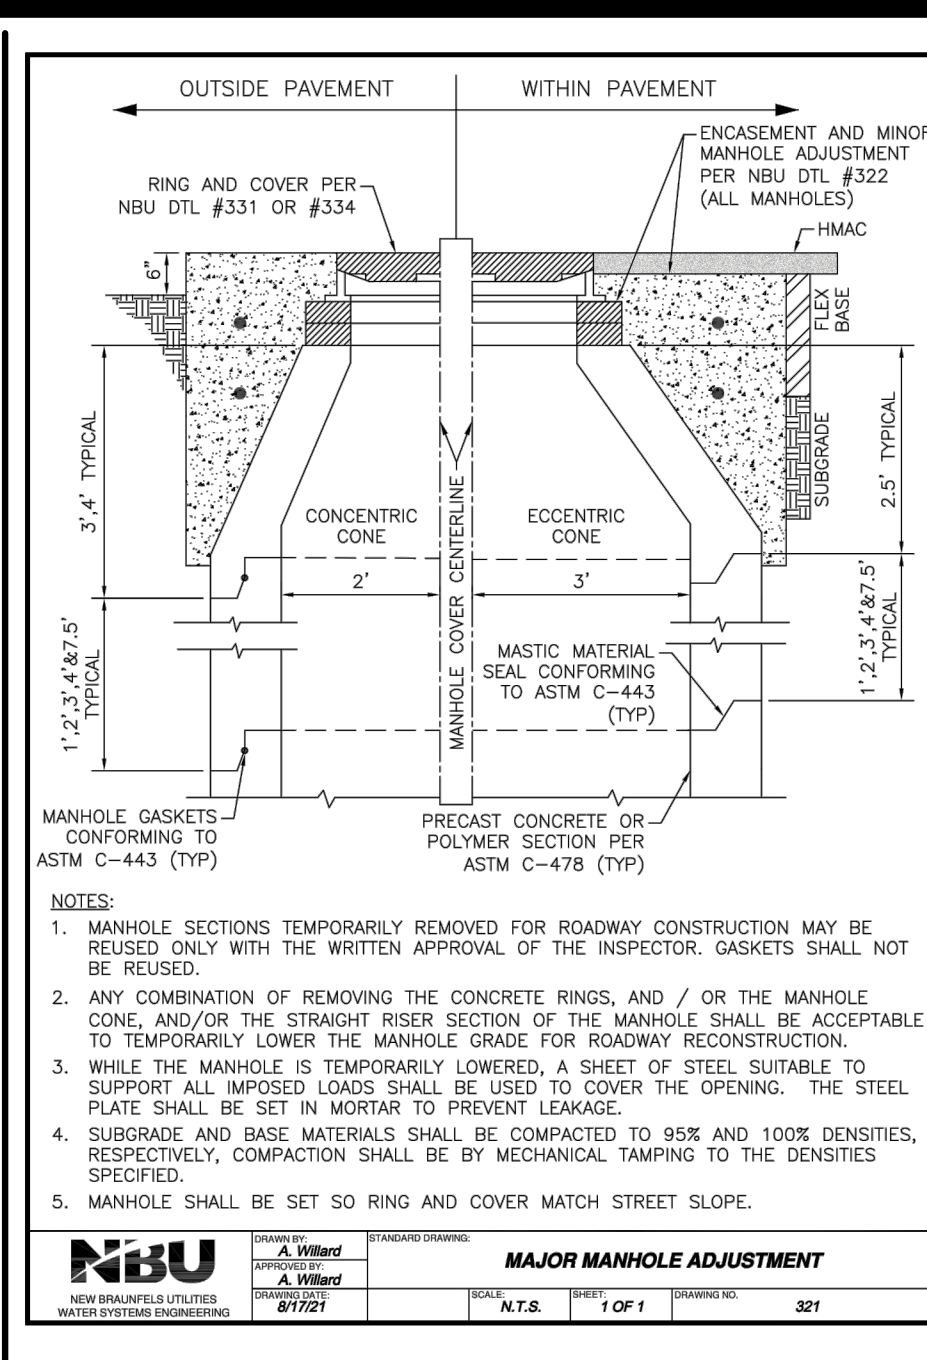 OUTSIDE PAVEMENT
WITHIN PAVEMENT
ENCASEMENT AND MINOR
MANHOLE ADJUSTMENT
PER NBU DTL #322
(ALL MANHOLES)
RING AND COVER PER
NBU DTL #331 OR #334
HMAC
6"
FLEX
BASE
SUBGRADE
3',4' TYPICAL
2.5' TYPICAL
CONCENTRIC
CONE
ECCENTRIC
CONE
2'
3'
MANHOLE COVER CENTERLINE
1',2',3',4'&7.5'
TYPICAL
1',2',3',4'&7.5'
TYPICAL
MASTIC MATERIAL
SEAL CONFORMING
TO ASTM C-443
(TYP)
MANHOLE GASKETS
CONFORMING TO
ASTM C-443 (TYP)
PRECAST CONCRETE OR
POLYMER SECTION PER
ASTM C-478 (TYP)
NOTES:
1. MANHOLE SECTIONS TEMPORARILY REMOVED FOR ROADWAY CONSTRUCTION MAY BE
REUSED ONLY WITH THE WRITTEN APPROVAL OF THE INSPECTOR. GASKETS SHALL NOT
BE REUSED.
2. ANY COMBINATION OF REMOVING THE CONCRETE RINGS, AND / OR THE MANHOLE
CONE, AND/OR THE STRAIGHT RISER SECTION OF THE MANHOLE SHALL BE ACCEPTABLE
TO TEMPORARILY LOWER THE MANHOLE GRADE FOR ROADWAY RECONSTRUCTION.
3. WHILE THE MANHOLE IS TEMPORARILY LOWERED, A SHEET OF STEEL SUITABLE TO
SUPPORT ALL IMPOSED LOADS SHALL BE USED TO COVER THE OPENING. THE STEEL
PLATE SHALL BE SET IN MORTAR TO PREVENT LEAKAGE.
4. SUBGRADE AND BASE MATERIALS SHALL BE COMPACTED TO 95% AND 100% DENSITIES,
RESPECTIVELY, COMPACTION SHALL BE BY MECHANICAL TAMPING TO THE DENSITIES
SPECIFIED.
5. MANHOLE SHALL BE SET SO RING AND COVER MATCH STREET SLOPE.
NBU
NEW BRAUNFELS UTILITIES
WATER SYSTEMS ENGINEERING
DRAWN BY:
A. Willard
APPROVED BY:
A. Willard
DRAWING DATE:
8/17/21
STANDARD DRAWING:
MAJOR MANHOLE ADJUSTMENT
SCALE:
N.T.S.
SHEET:
1 OF 1
DRAWING NO.
321